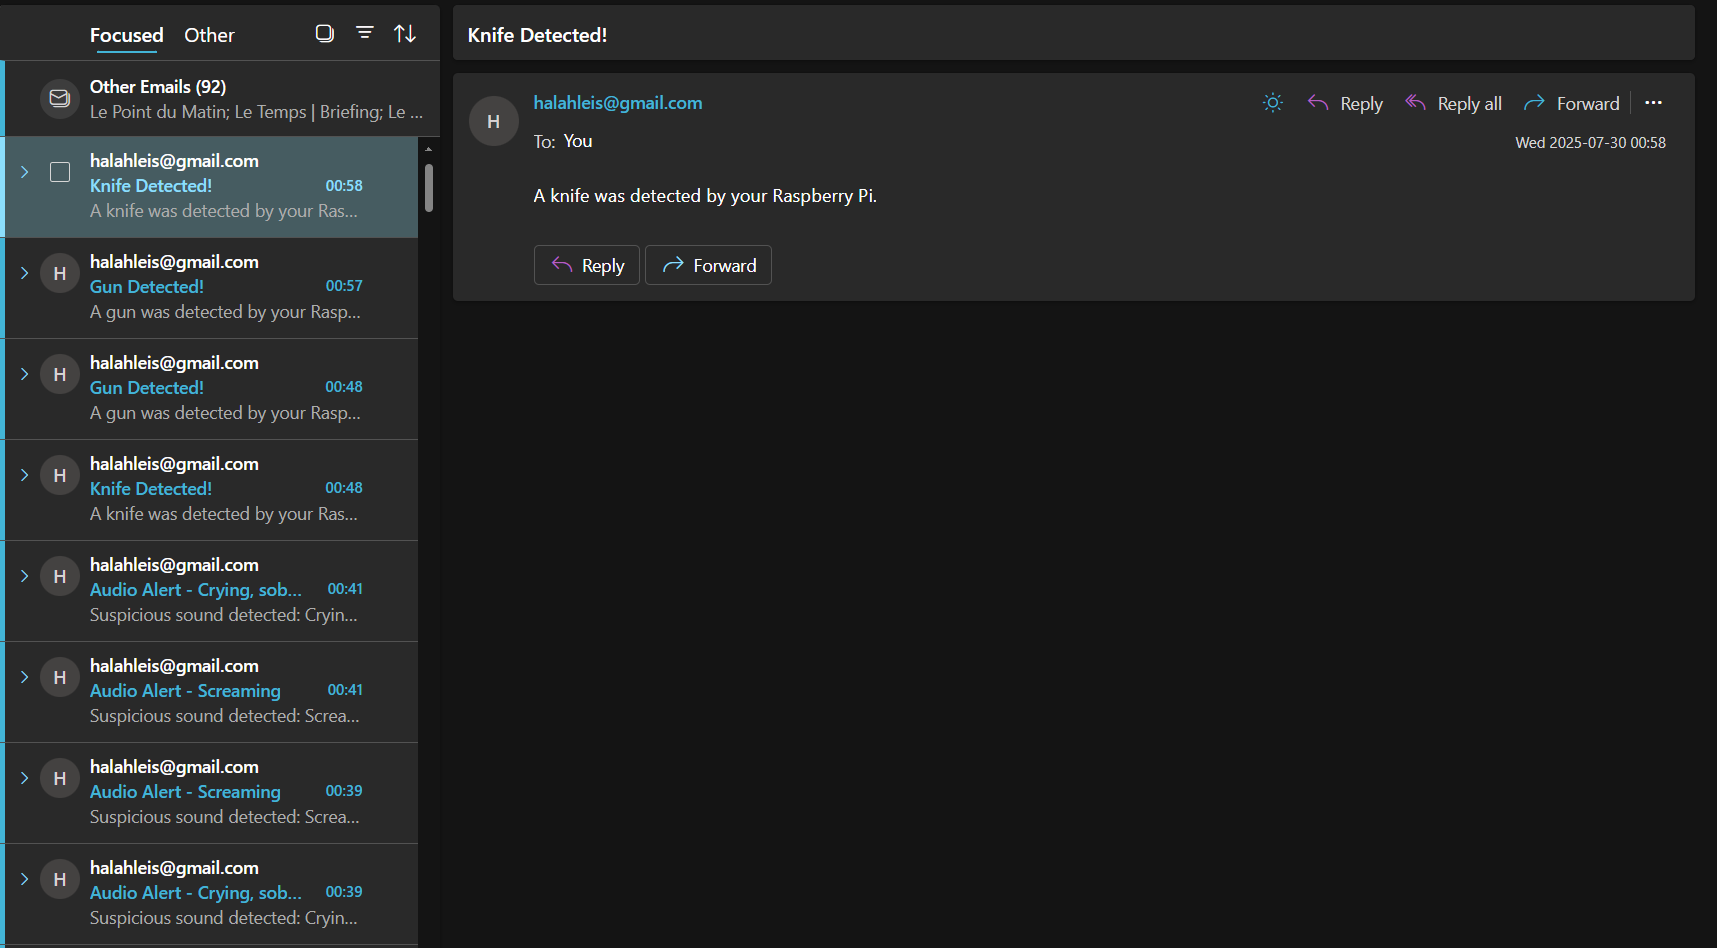 Focused Other
Other Emails (92)
Le Point du Matin; Le Temps | Briefing; Le ...
halahleis@gmail.com
Knife Detected! 00:58
A knife was detected by your Ras...
H
halahleis@gmail.com
Gun Detected! 00:57
A gun was detected by your Rasp...
H
halahleis@gmail.com
Gun Detected! 00:48
A gun was detected by your Rasp...
H
halahleis@gmail.com
Knife Detected! 00:48
A knife was detected by your Ras...
H
halahleis@gmail.com
Audio Alert - Crying, sob... 00:41
Suspicious sound detected: Cryin...
H
halahleis@gmail.com
Audio Alert - Screaming 00:41
Suspicious sound detected: Screa...
H
halahleis@gmail.com
Audio Alert - Screaming 00:39
Suspicious sound detected: Screa...
H
halahleis@gmail.com
Audio Alert - Crying, sob... 00:39
Suspicious sound detected: Cryin...
H
Knife Detected!
H
halahleis@gmail.com
Reply Reply all Forward ...
To: You
Wed 2025-07-30 00:58
A knife was detected by your Raspberry Pi.
Reply Forward